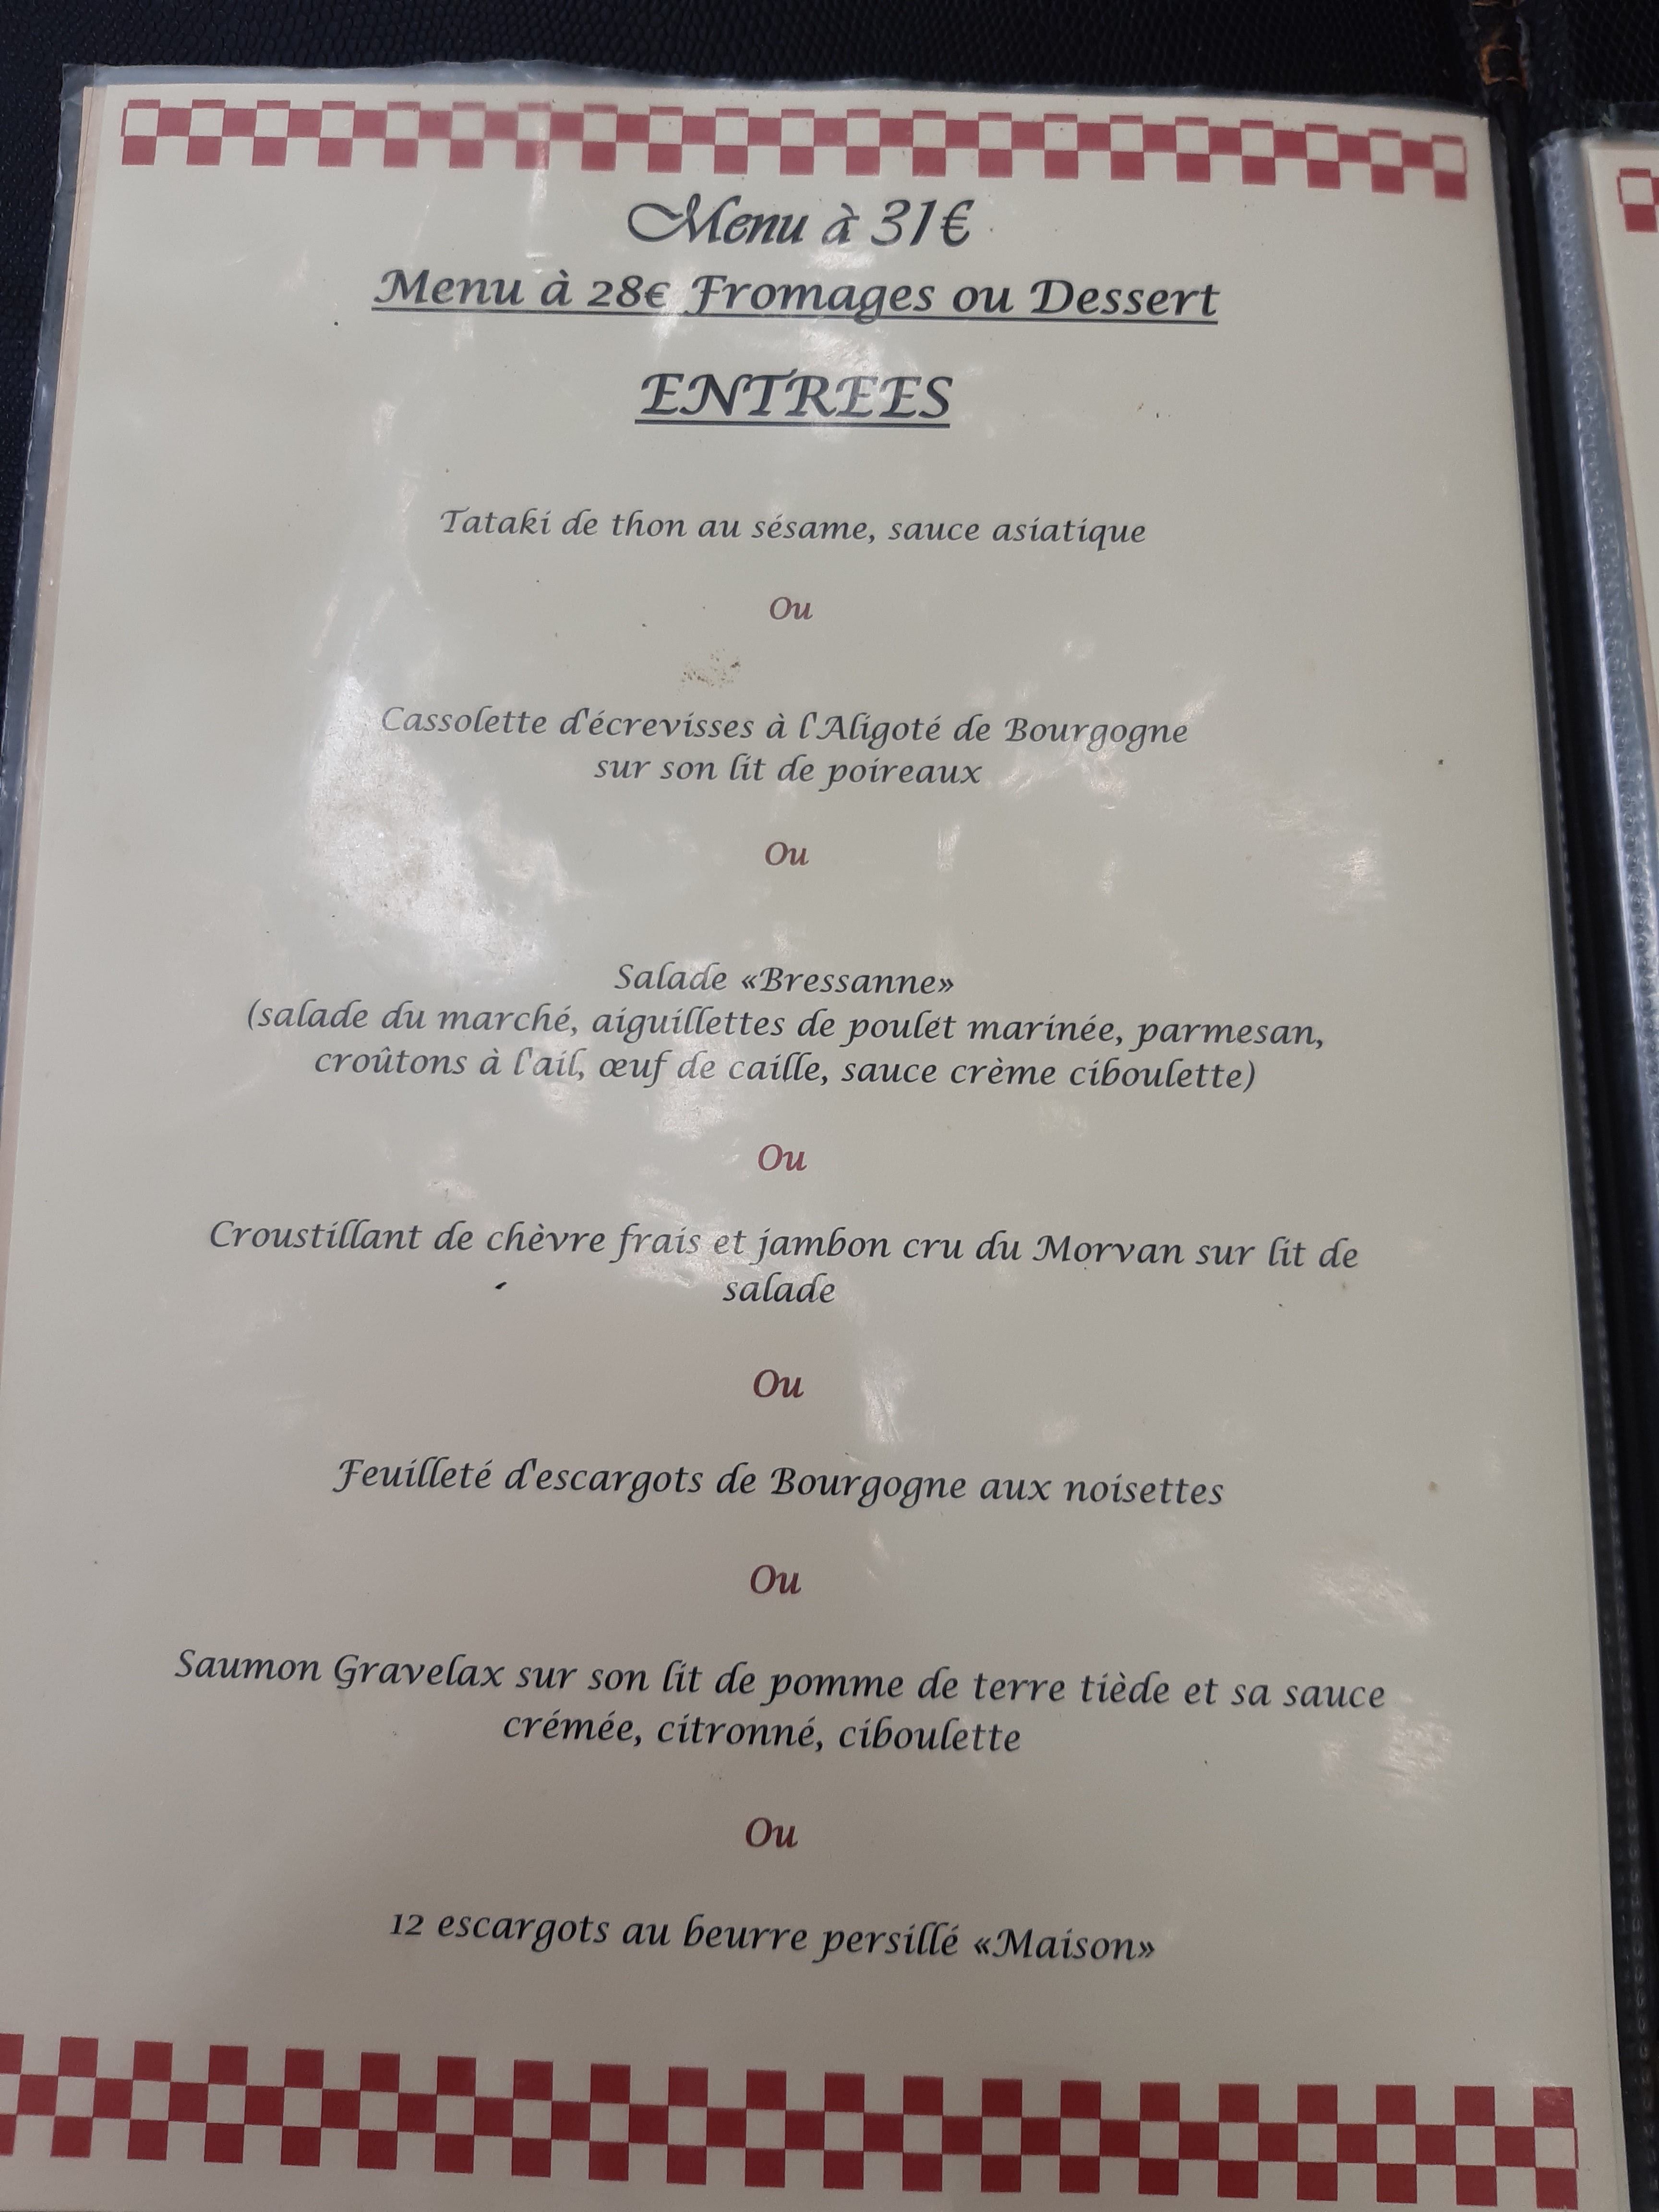 Menu à 31€
Menu à 28€ Fromages ou Dessert
ENTREES
Tataki de thon au sésame, sauce asiatique
Ou
Cassolette d'écrevisses à l'Aligoté de Bourgogne
sur son lit de poireaux
Ou
Salade «Bressanne»
(salade du marché, aiguillettes de poulet marinée, parmesan,
croûtons à l'ail, œuf de caille, sauce crème ciboulette)
Ou
Croustillant de chèvre frais et jambon cru du Morvan sur lit de
salade
Ou
Feuilleté d'escargots de Bourgogne aux noisettes
Ou
Saumon Gravelax sur son lit de pomme de terre tiède et sa sauce
crémée, citronné, ciboulette
Ou
12 escargots au beurre persillé «Maison»